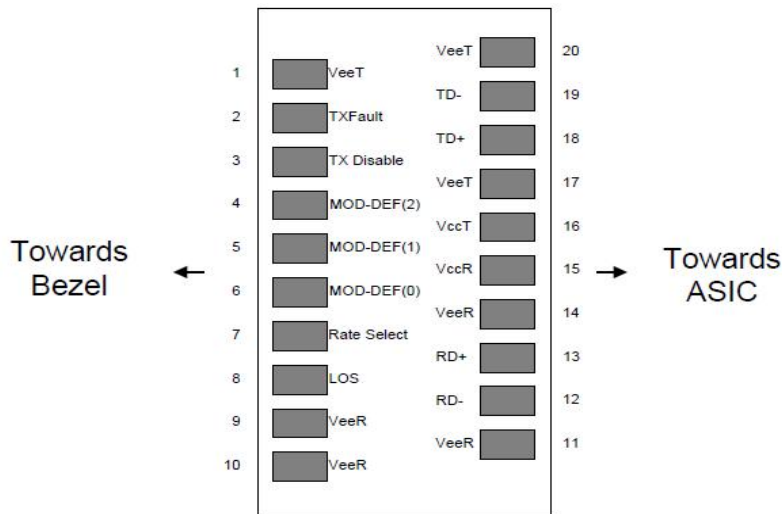 Towards
Bezel
1 VeeT
2 TXFault
3 TX Disable
4 MOD-DEF(2)
5 MOD-DEF(1)
6 MOD-DEF(0)
7 Rate Select
8 LOS
9 VeeR
10 VeeR
VeeT 20
TD- 19
TD+ 18
VeeT 17
VccT 16
VccR 15
VeeR 14
RD+ 13
RD- 12
VeeR 11
Towards
ASIC